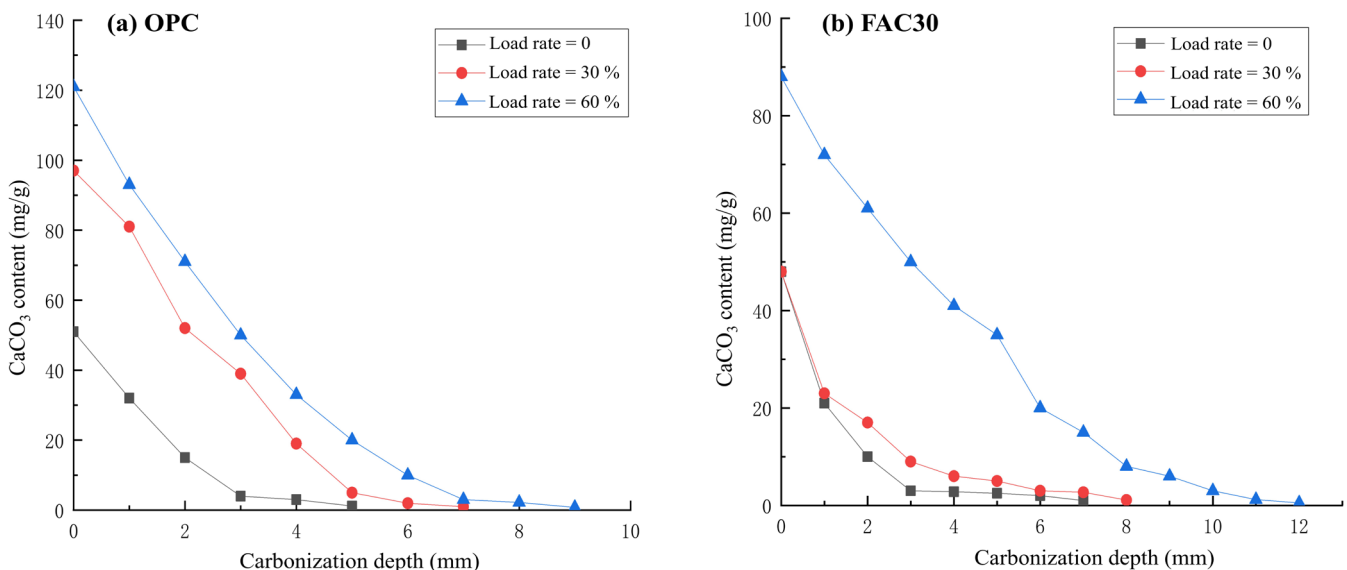 (a) OPC
Load rate = 0
Load rate = 30 %
Load rate = 60 %
CaCO₃ content (mg/g)
140
120
100
80
60
40
20
0
0 2 4 6 8 10
Carbonization depth (mm)
(b) FAC30
Load rate = 0
Load rate = 30 %
Load rate = 60 %
CaCO₃ content (mg/g)
100
80
60
40
20
0
0 2 4 6 8 10 12
Carbonization depth (mm)